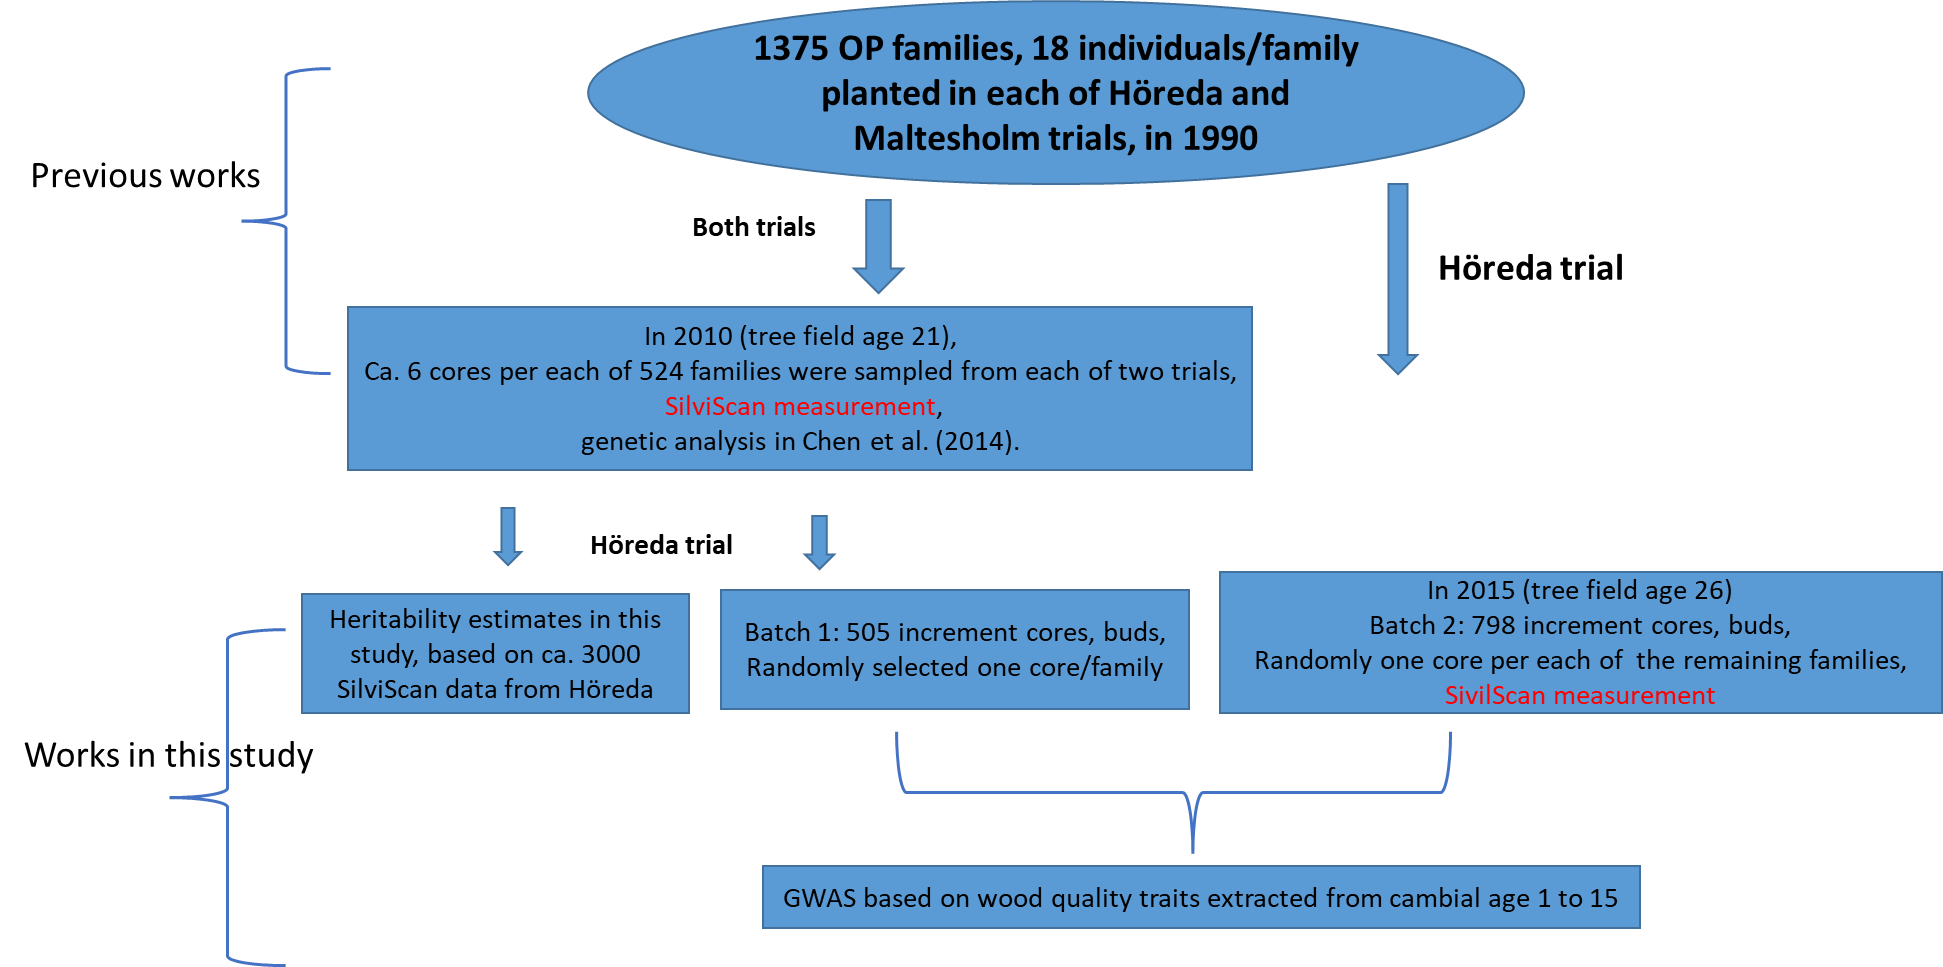 1375 OP families, 18 individuals/family
planted in each of Höreda and
Maltesholm trials, in 1990
Previous works
Both trials
Höreda trial
In 2010 (tree field age 21),
Ca. 6 cores per each of 524 families were sampled from each of two trials,
SilviScan measurement,
genetic analysis in Chen et al. (2014).
Höreda trial
Heritability estimates in this
study, based on ca. 3000
SilviScan data from Höreda
Batch 1: 505 increment cores, buds,
Randomly selected one core/family
In 2015 (tree field age 26)
Batch 2: 798 increment cores, buds,
Randomly one core per each of  the remaining families,
SivilScan measurement
Works in this study
GWAS based on wood quality traits extracted from cambial age 1 to 15